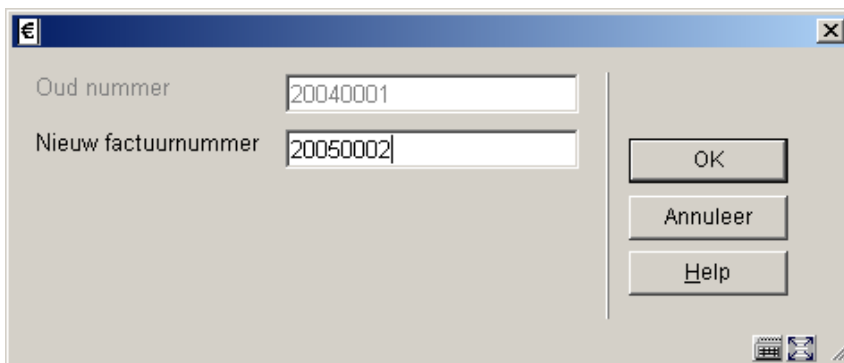 €
Oud nummer 20040001
Nieuw factuurnummer 20050002
OK
Annuleer
Help